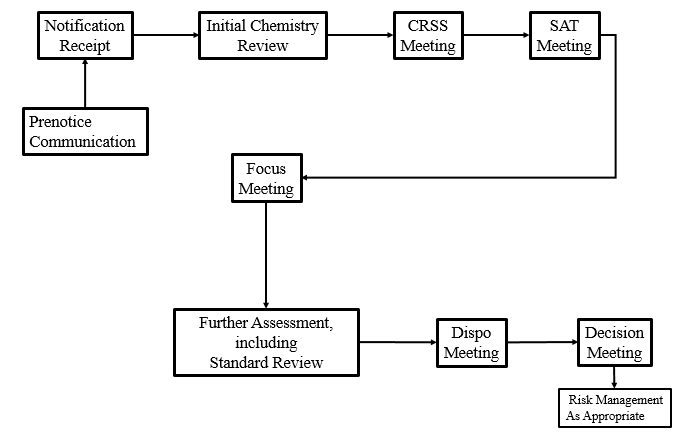 Notification
Receipt
Initial Chemistry
Review
CRSS
Meeting
SAT
Meeting
Prenotice
Communication
Focus
Meeting
Further Assessment,
including
Standard Review
Dispo
Meeting
Decision
Meeting
Risk Management
As Appropriate